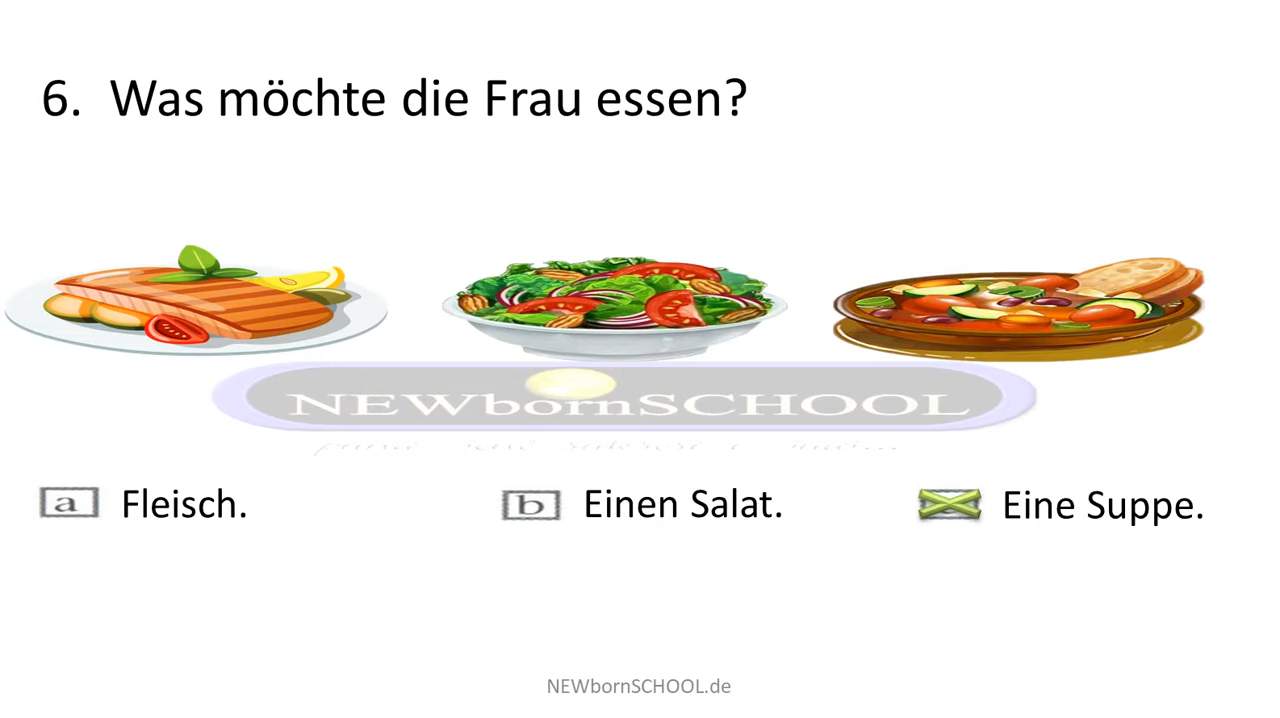 6. Was möchte die Frau essen?
NEWbornSCHOOL
a Fleisch.
b Einen Salat.
Eine Suppe.
NEWbornSCHOOL.de